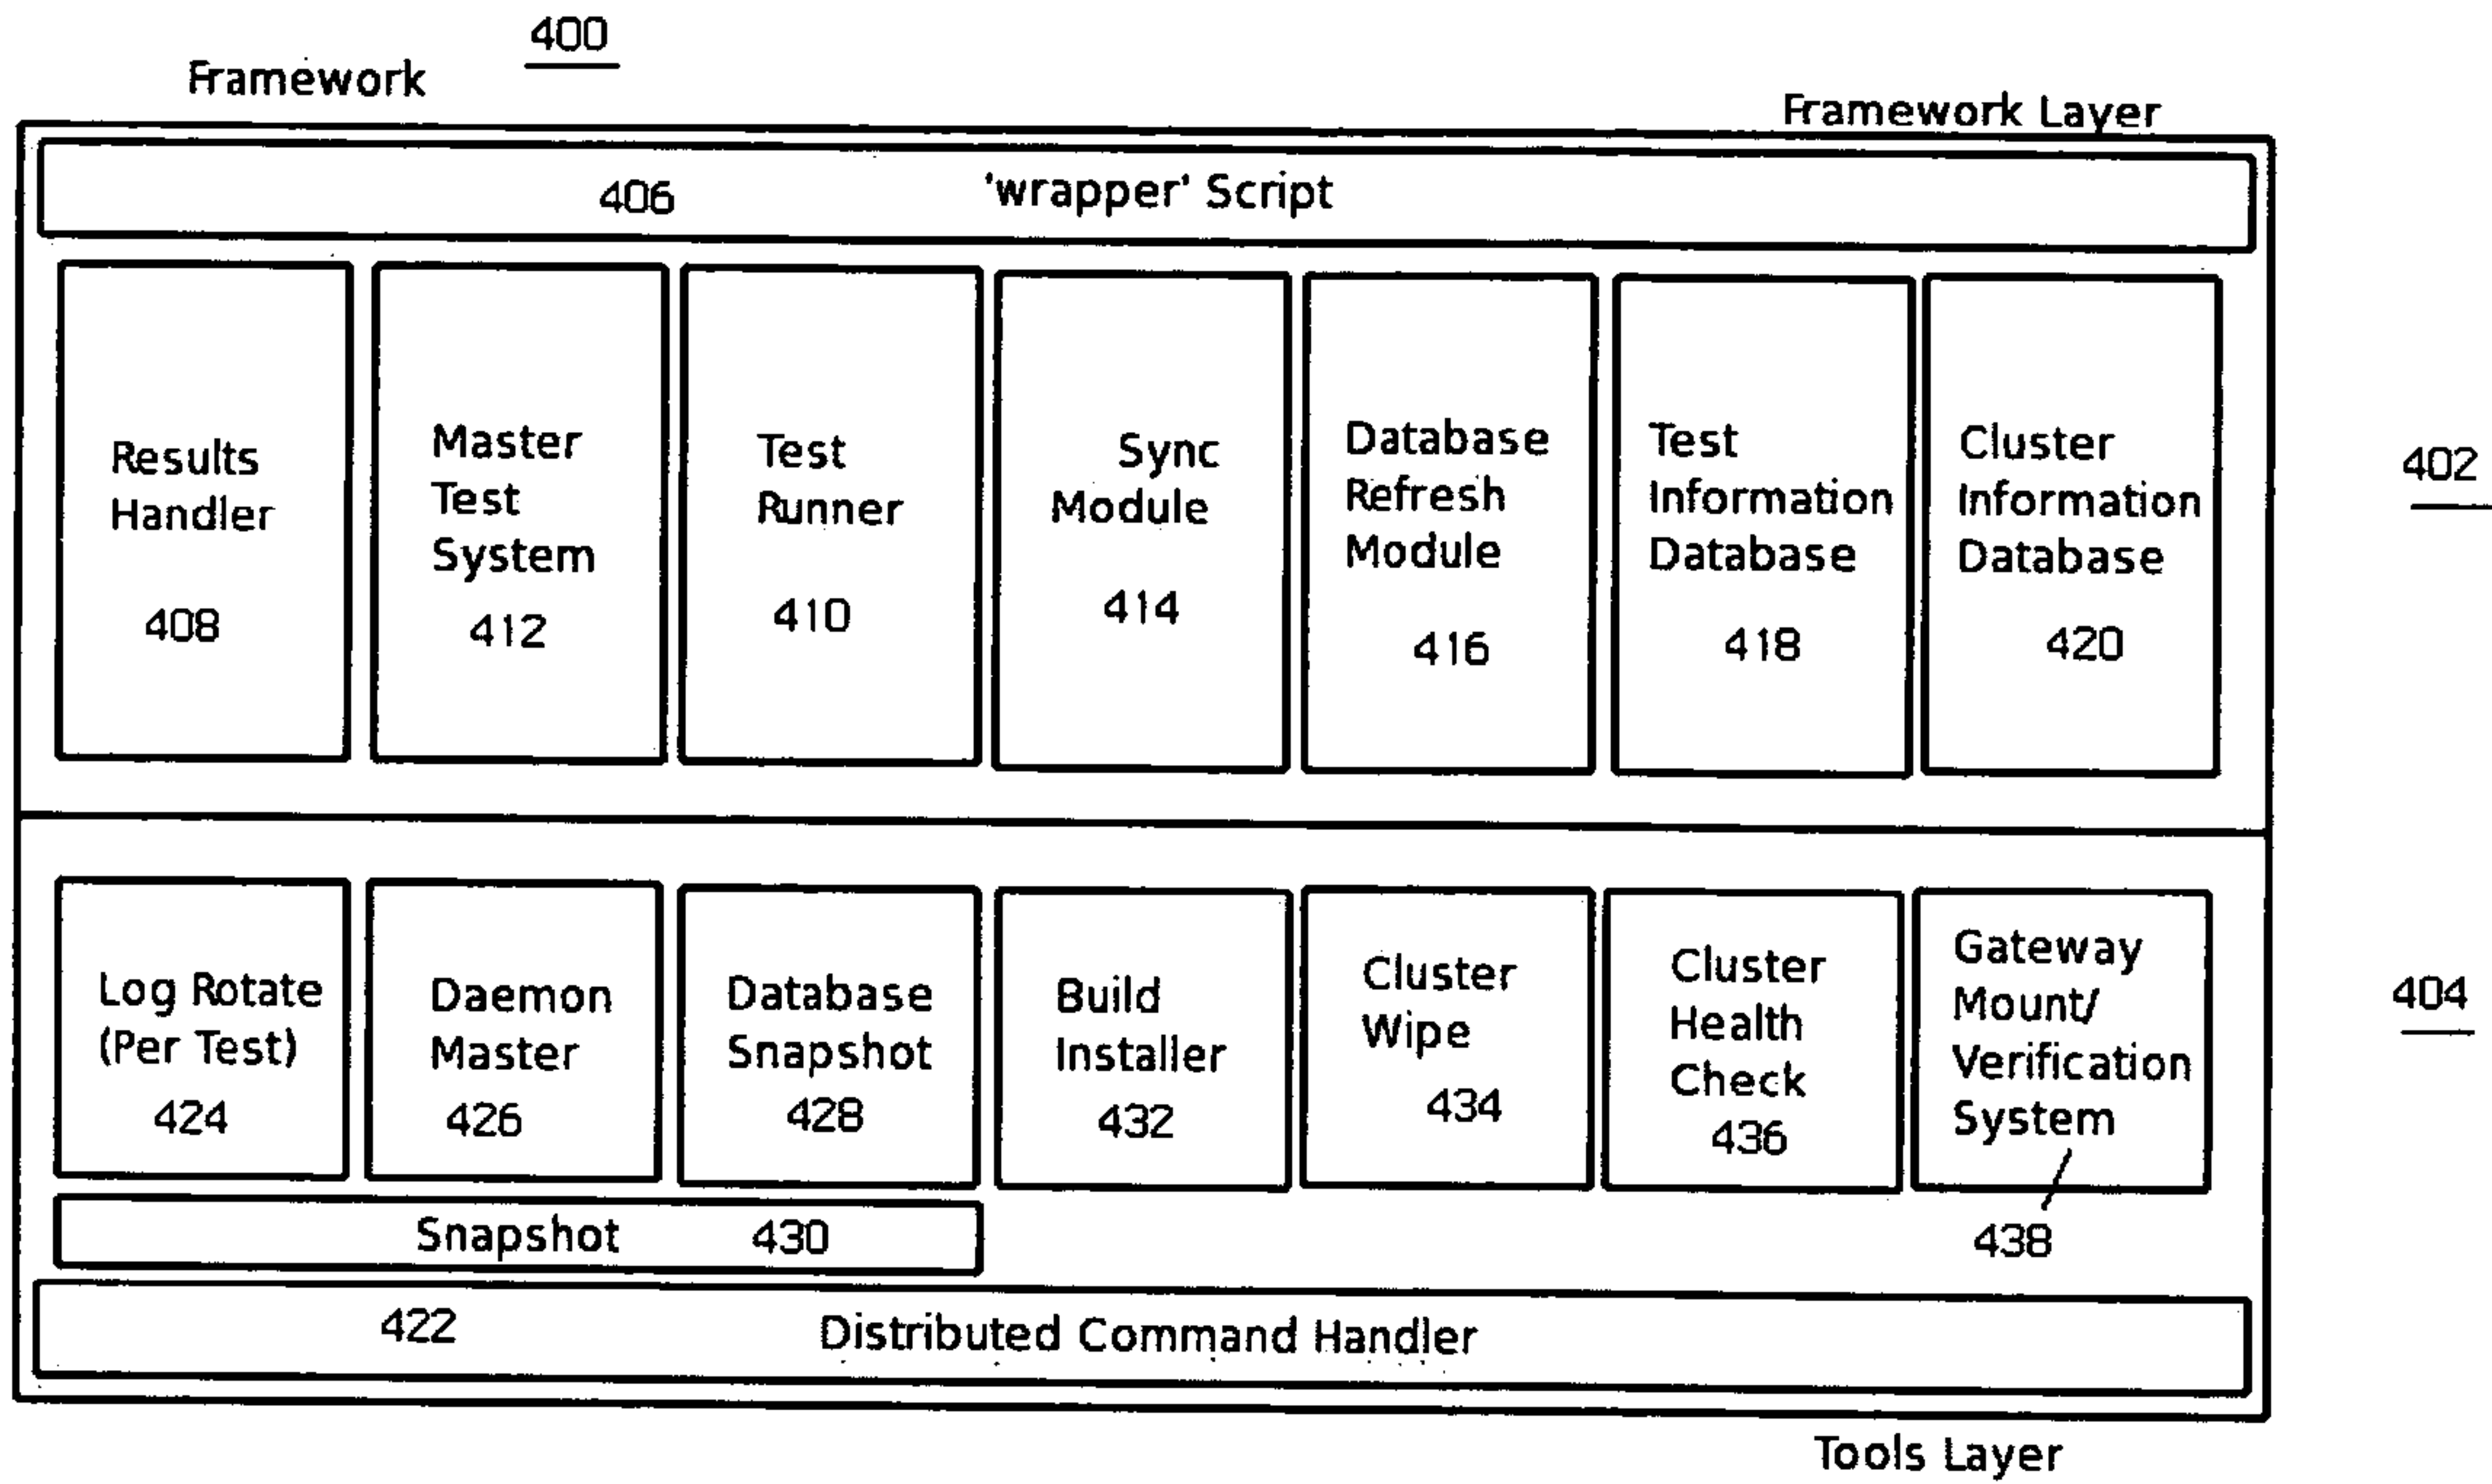 400
Framework
Framework Layer
406 'wrapper' Script
Results
Handler
408
Master
Test
System
412
Test
Runner
410
Sync
Module
414
Database
Refresh
Module
416
Test
Information
Database
418
Cluster
Information
Database
420
402
Log Rotate
(Per Test)
424
Daemon
Master
426
Database
Snapshot
428
Build
Installer
432
Cluster
Wipe
434
Cluster
Health
Check
436
Gateway
Mount/
Verification
System
438
404
Snapshot 430
422 Distributed Command Handler
Tools Layer